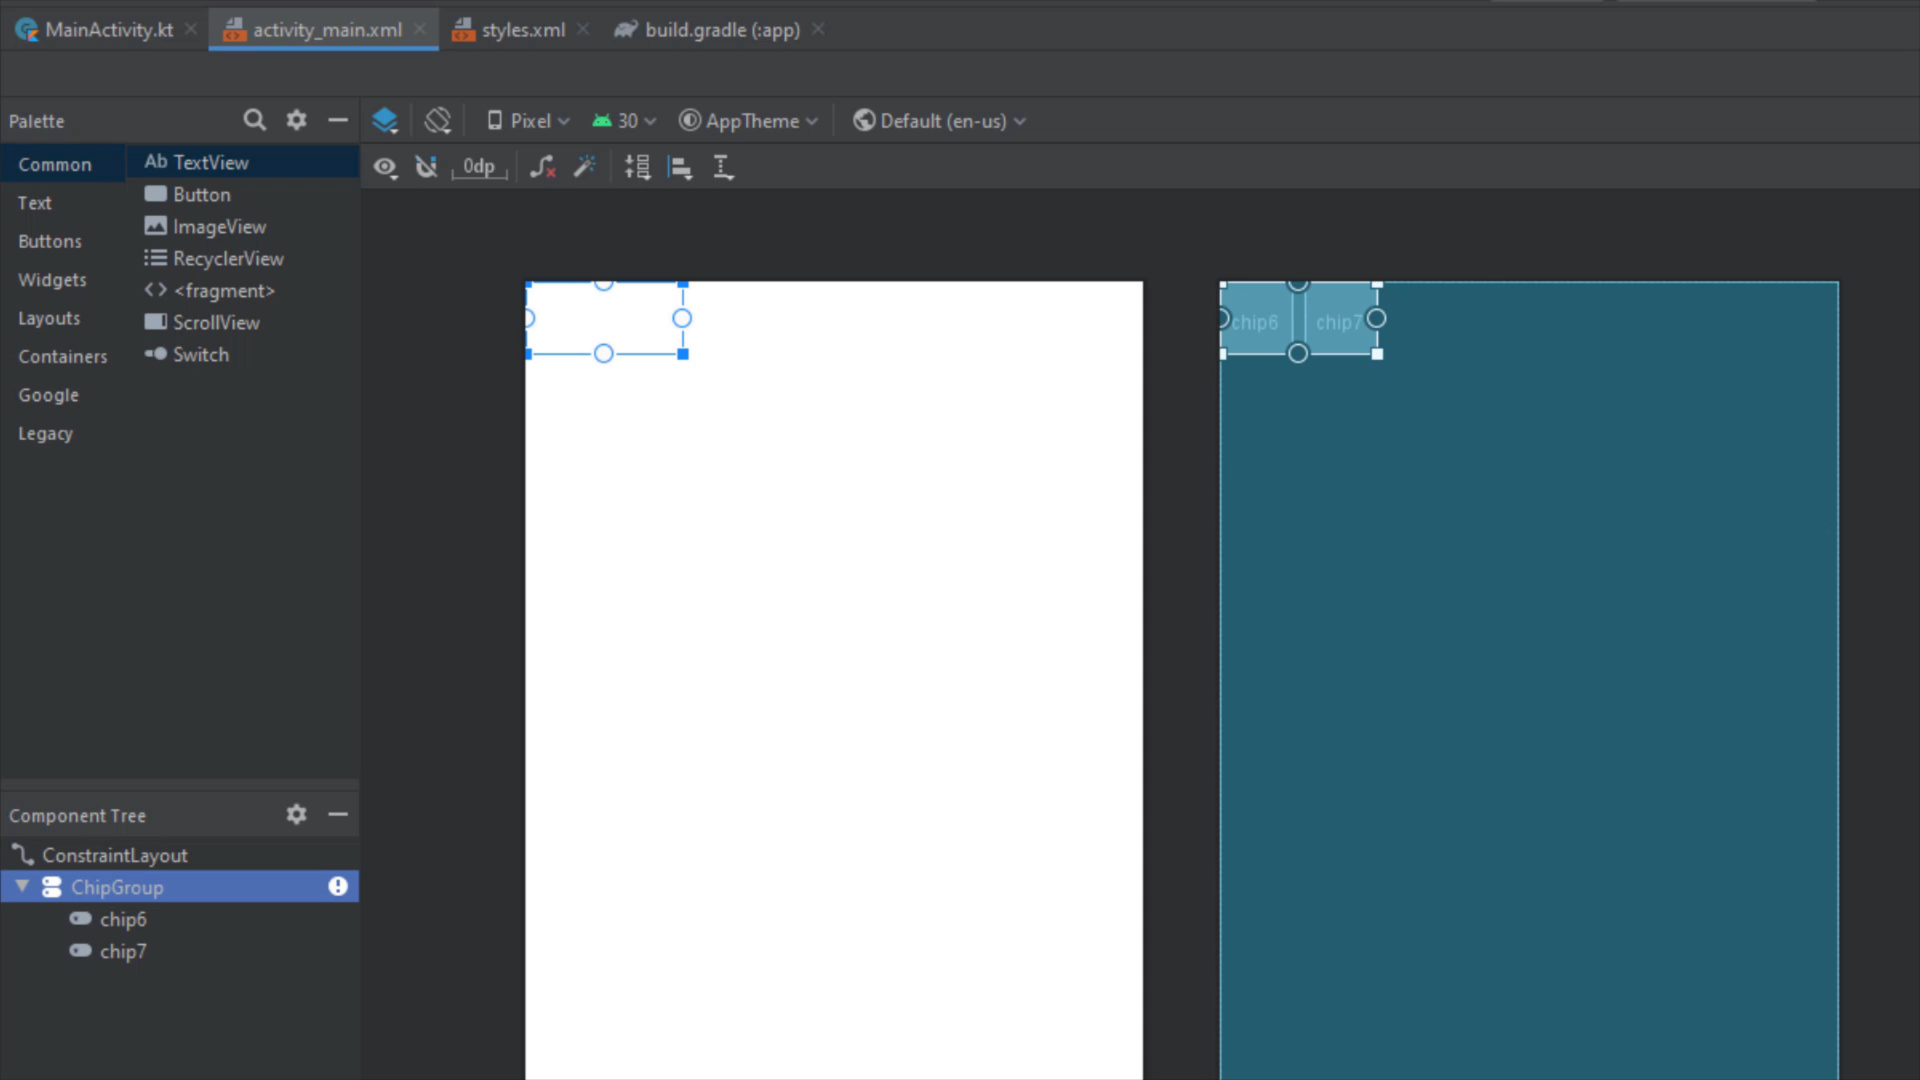 MainActivity.kt activity_main.xml styles.xml build.gradle (:app)
Palette
Pixel 30 AppTheme Default (en-us)
0dp
Common
Text
Buttons
Widgets
Layouts
Containers
Google
Legacy
Ab TextView
Button
ImageView
RecyclerView
<> <fragment>
ScrollView
Switch
chip6 chip7
Component Tree
ConstraintLayout
ChipGroup
chip6
chip7